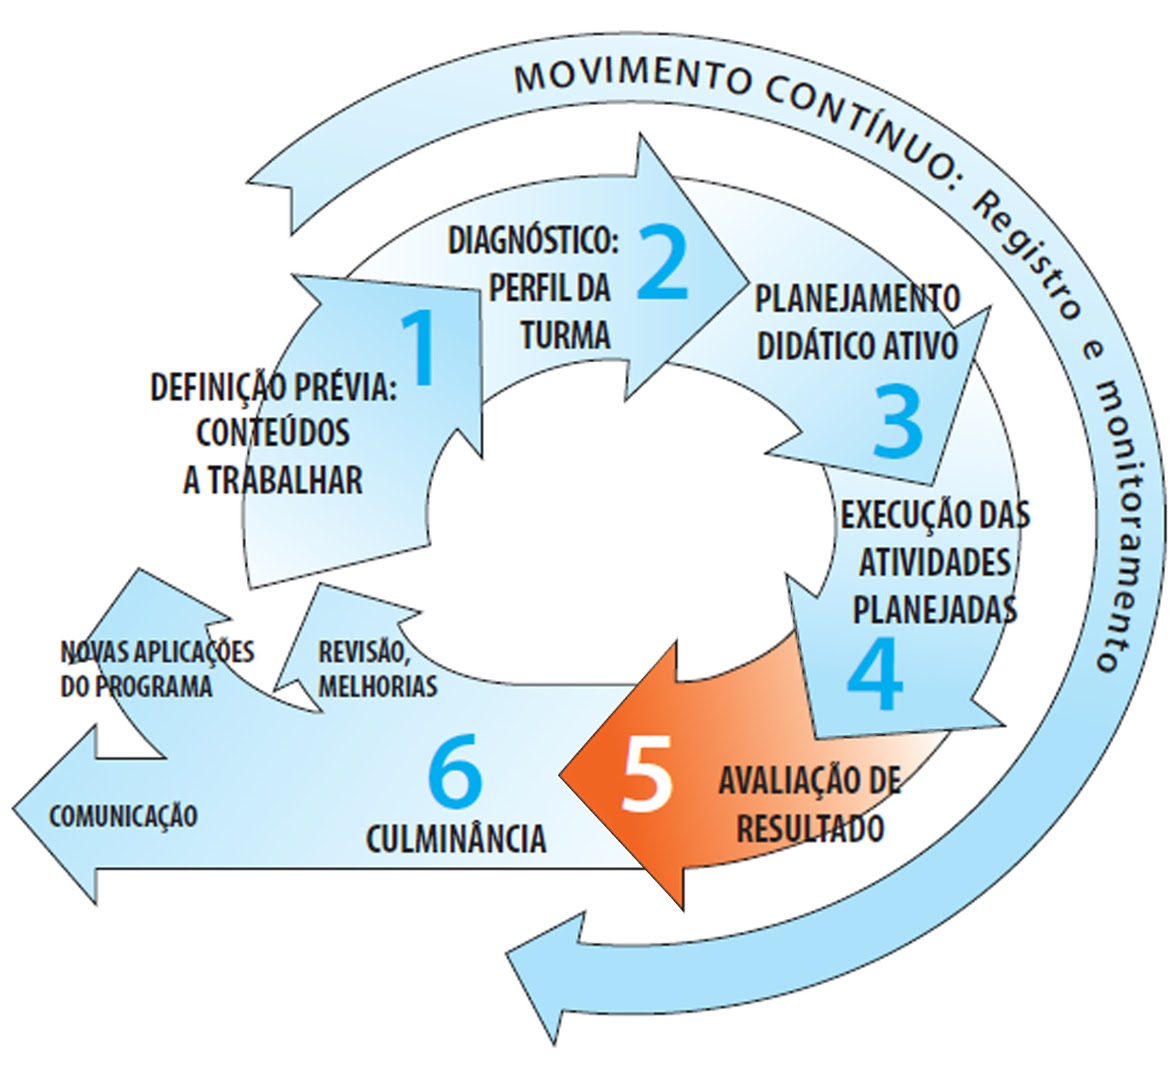 MOVIMENTO CONTÍNUO: Registro e monitoramento
1
DEFINIÇÃO PRÉVIA:
CONTEÚDOS
A TRABALHAR
DIAGNÓSTICO:
PERFIL DA
TURMA
2
PLANEJAMENTO
DIDÁTICO ATIVO
3
EXECUÇÃO DAS
ATIVIDADES
PLANEJADAS
4
5
AVALIAÇÃO DE
RESULTADO
6
CULMINÂNCIA
REVISÃO,
MELHORIAS
NOVAS APLICAÇÕES
DO PROGRAMA
COMUNICAÇÃO